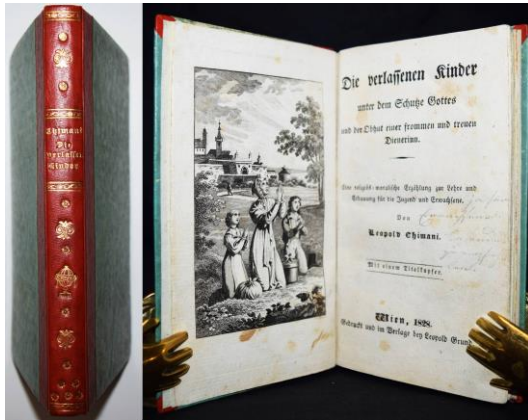 Chimani
Die
verlassen
Kinder
Die verlassenen Kinder
unter dem Schutze Gottes
und der Obhut einer frommen und treuen
Dienerinn.
Eine religiös-moralische Erzählung zur Lehre und
für die Jugend und Erwachsene.
Von
Leopold Chimani.
Mit einem Titelkupfer.
Wien, 1828.
Gedruckt und im Verlage bey Leopold Grund.